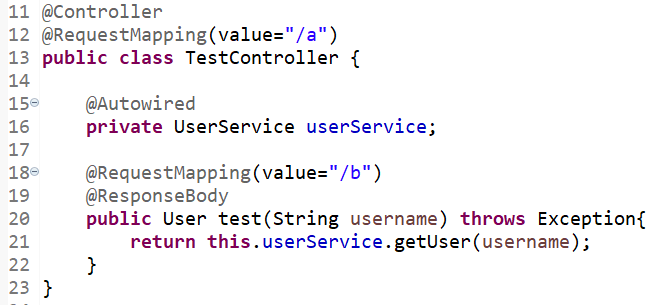 11 @Controller
12 @RequestMapping(value="/a")
13 public class TestController {
14
15 @Autowired
16 private UserService userService;
17
18 @RequestMapping(value="/b")
19 @ResponseBody
20 public User test(String username) throws Exception{
21 return this.userService.getUser(username);
22 }
23 }